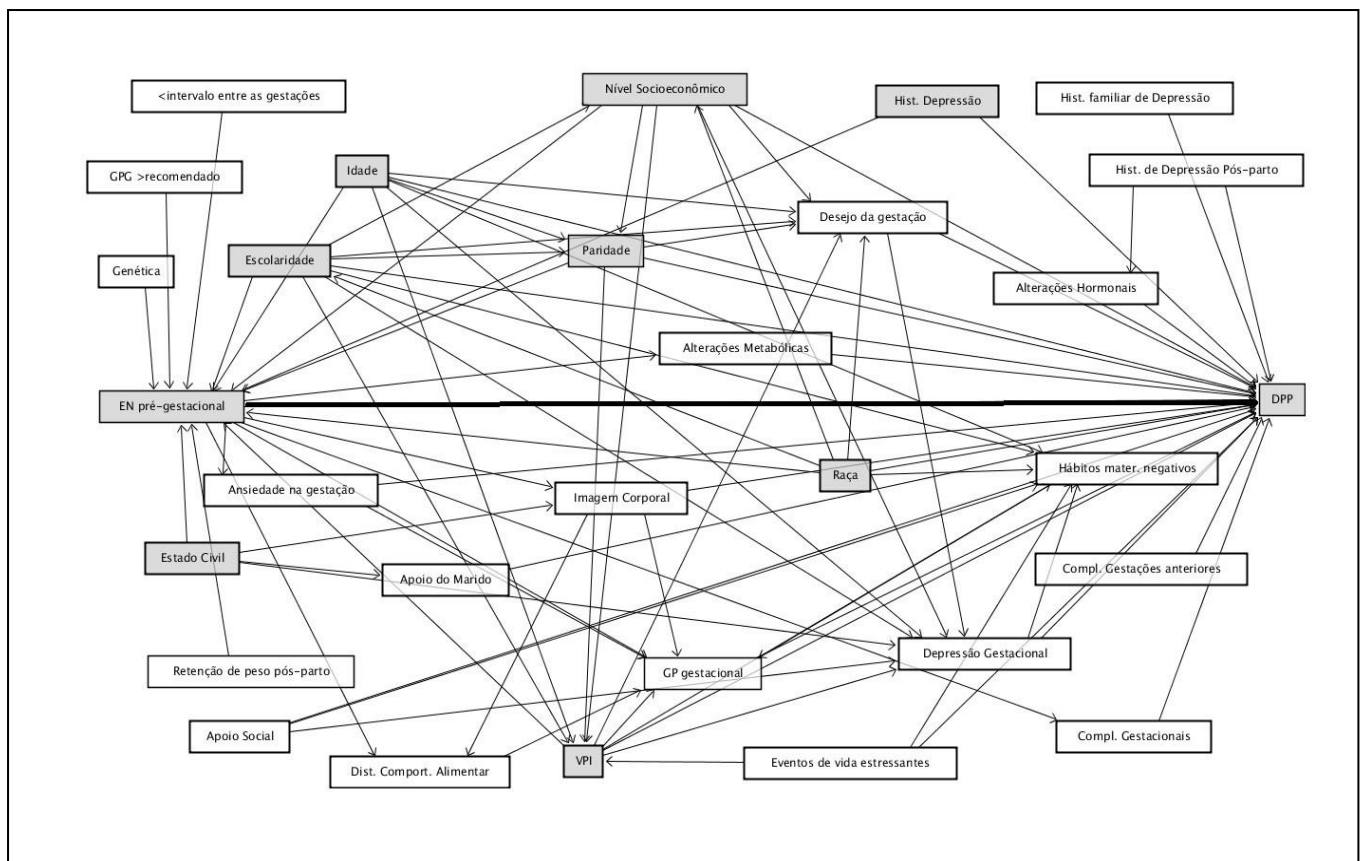 Nível Socioeconômico
<intervalo entre as gestações
Hist. Depressão
Hist. familiar de Depressão
Idade
GPG >recomendado
Hist. de Depressão Pós-parto
Desejo da gestação
Paridade
Escolaridade
Genética
Alterações Hormonais
Alterações Metabólicas
EN pré-gestacional
DPP
Hábitos mater. negativos
Raça
Ansiedade na gestação
Imagem Corporal
Estado Civil
Apoio do Marido
Compl. Gestações anteriores
Depressão Gestacional
Retenção de peso pós-parto
GP gestacional
Apoio Social
Compl. Gestacionais
VPI
Eventos de vida estressantes
Dist. Comport. Alimentar